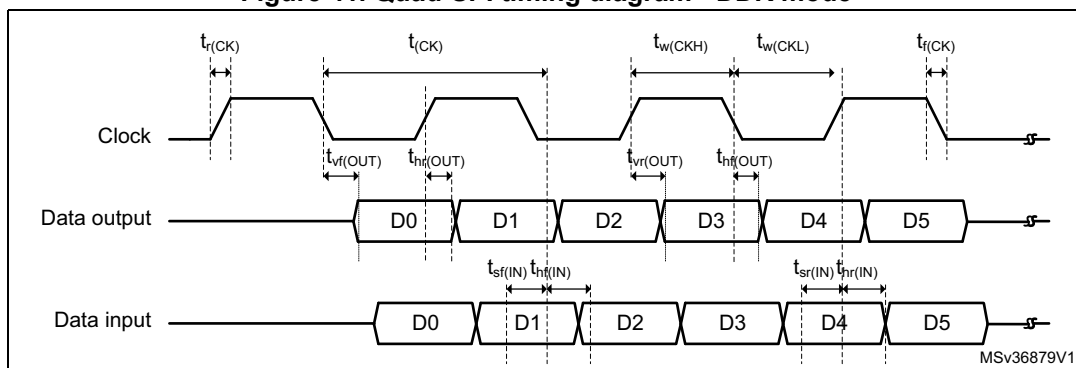 Quad-SPI timing diagram - DDR mode
tr(CK) t(CK) tw(CKH) tw(CKL) tf(CK)
Clock
tvf(OUT) thr(OUT) tvr(OUT) thf(OUT)
Data output D0 D1 D2 D3 D4 D5
tsf(IN) thf(IN) tsr(IN) thr(IN)
Data input D0 D1 D2 D3 D4 D5
MSv36879V1